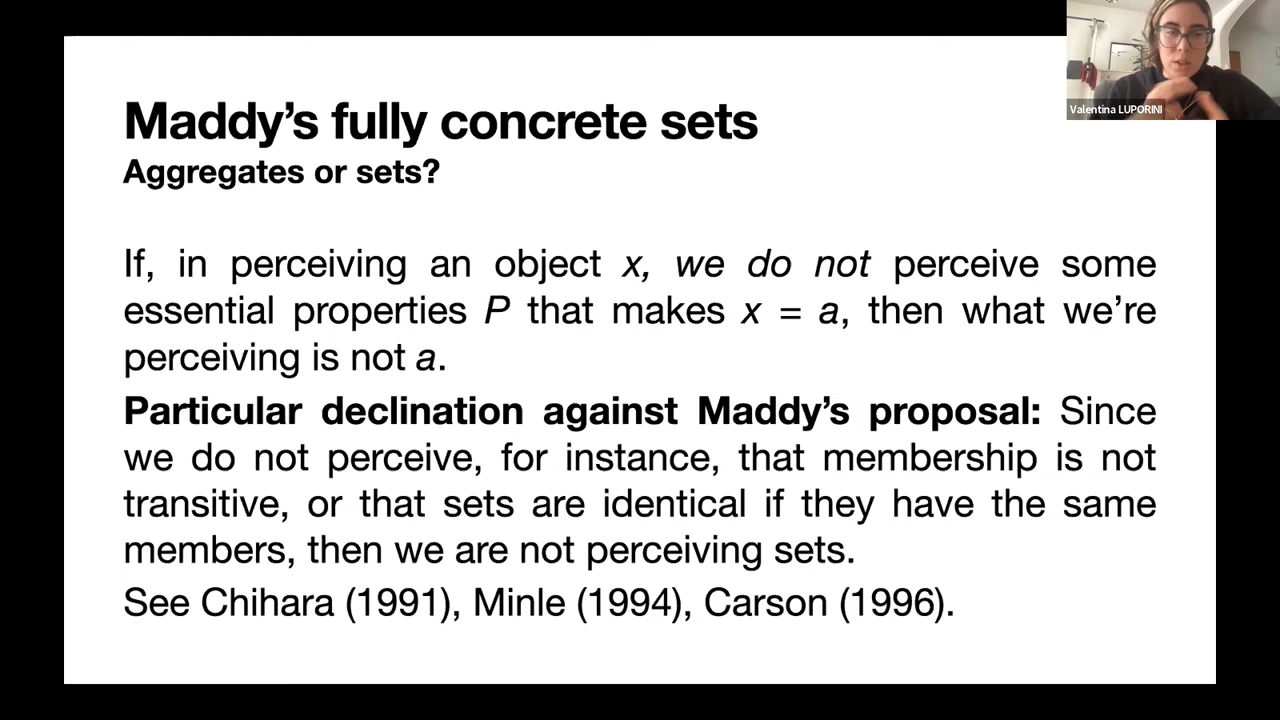 Valentina LUPORINI
Maddy’s fully concrete sets
Aggregates or sets?
If, in perceiving an object x, we do not perceive some
essential properties P that makes x = a, then what we’re
perceiving is not a.
Particular declination against Maddy’s proposal: Since
we do not perceive, for instance, that membership is not
transitive, or that sets are identical if they have the same
members, then we are not perceiving sets.
See Chihara (1991), Minle (1994), Carson (1996).